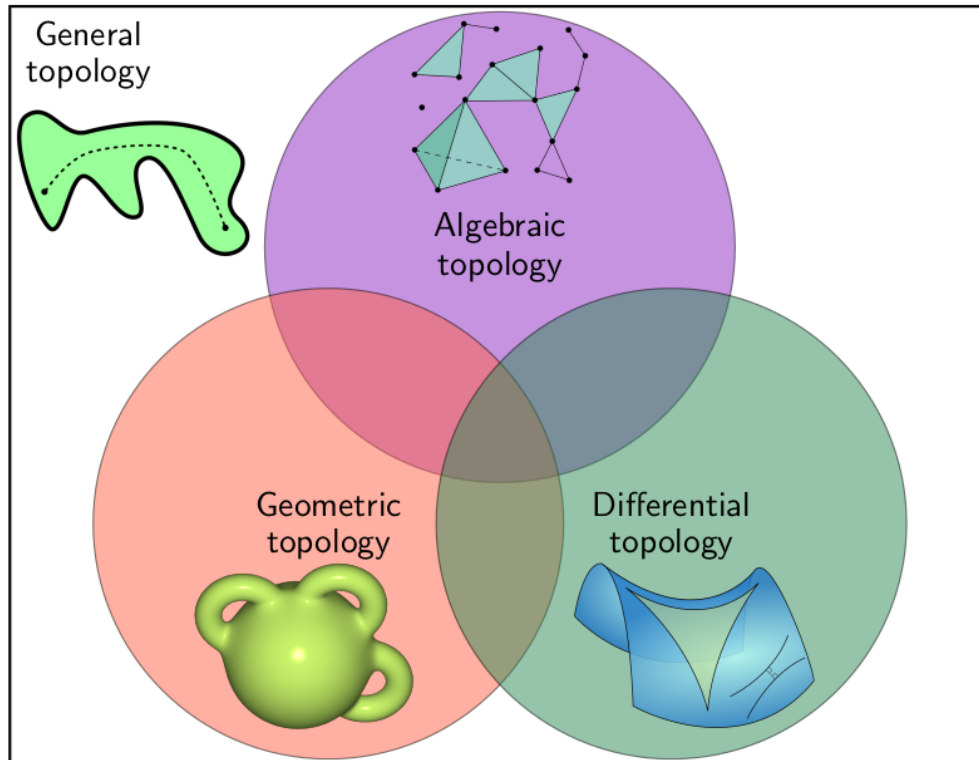 General
topology
Algebraic
topology
Geometric
topology
Differential
topology